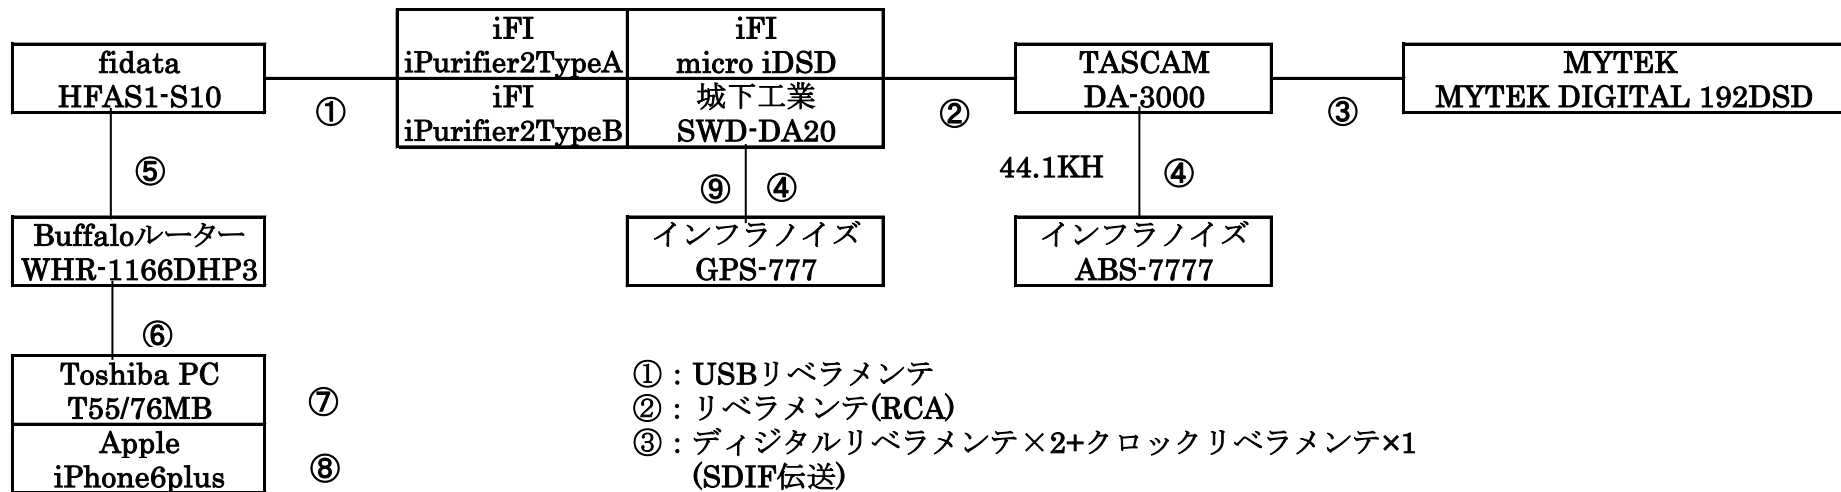 iFI
iPurifier2TypeA
iFI
micro iDSD
fidata
HFAS1-S10
iFI
iPurifier2TypeB
城下工業
SWD-DA20
TASCAM
DA-3000
MYTEK
MYTEK DIGITAL 192DSD
①
②
③
⑤
⑨
④
44.1KH
④
Buffaloルーター
WHR-1166DHP3
インフラノイズ
GPS-777
インフラノイズ
ABS-7777
⑥
Toshiba PC
T55/76MB
⑦
Apple
iPhone6plus
⑧
①：USBリベラメンテ
②：リベラメンテ(RCA)
③：ディジタルリベラメンテ×2+クロックリベラメンテ×1
(SDIF伝送)